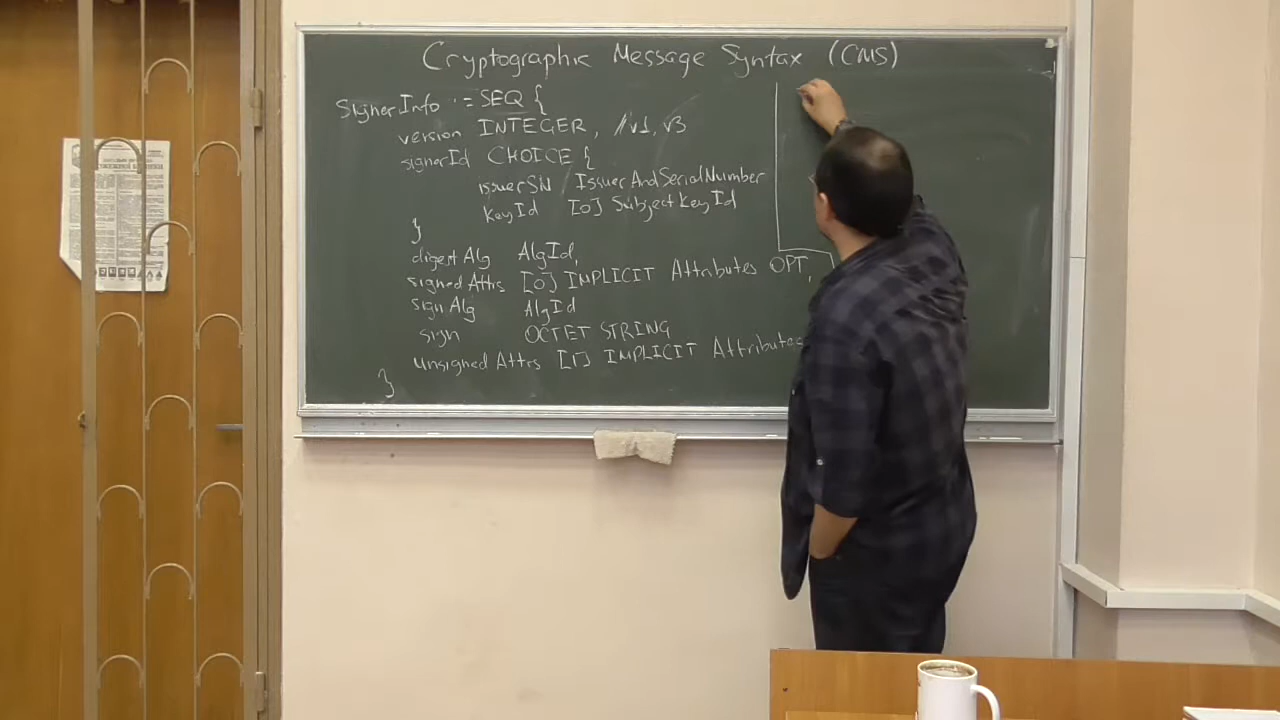 Cryptographic Message Syntax (CMS)
SignerInfo := SEQ {
version INTEGER, //v1, v3
signerId CHOICE {
issuerSN IssuerAndSerialNumber
keyId [0] SubjectKeyId
}
digestAlg AlgId,
signedAttrs [0] IMPLICIT Attributes OPT,
signAlg AlgId
sign OCTET STRING
unsignedAttrs [1] IMPLICIT Attributes
}